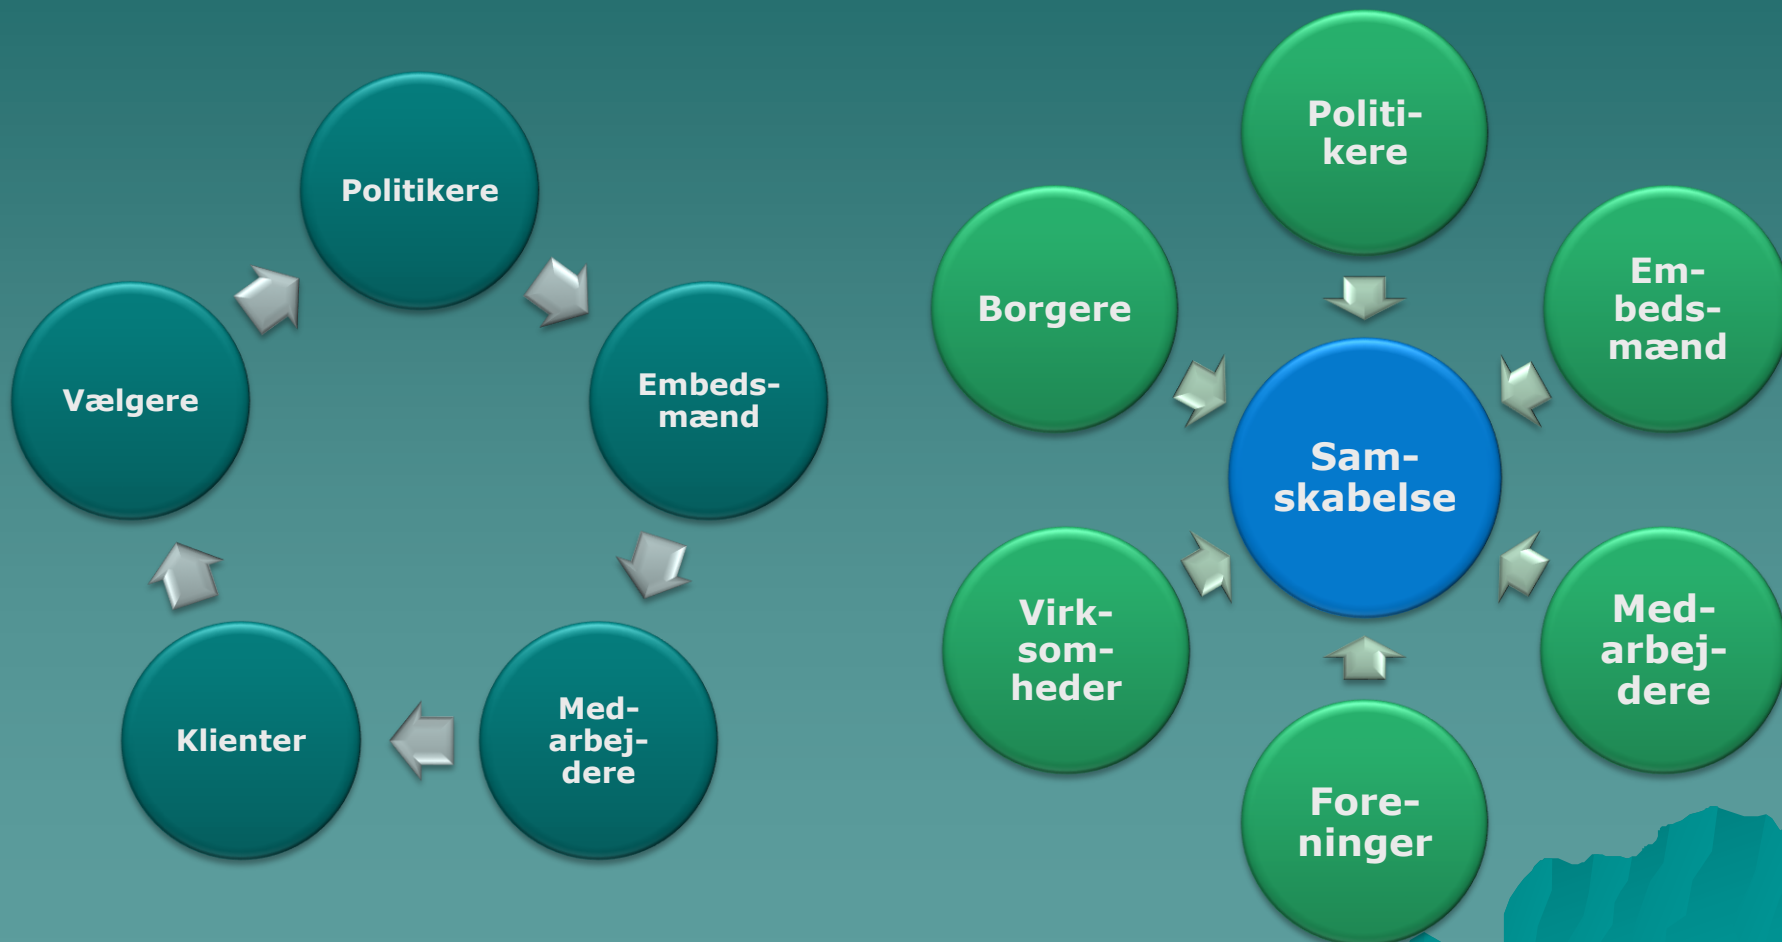 Politikere
Embeds-
mænd
Med-
arbej-
dere
Klienter
Vælgere
Politi-
kere
Em-
beds-
mænd
Med-
arbej-
dere
Fore-
ninger
Virk-
som-
heder
Borgere
Sam-
skabelse